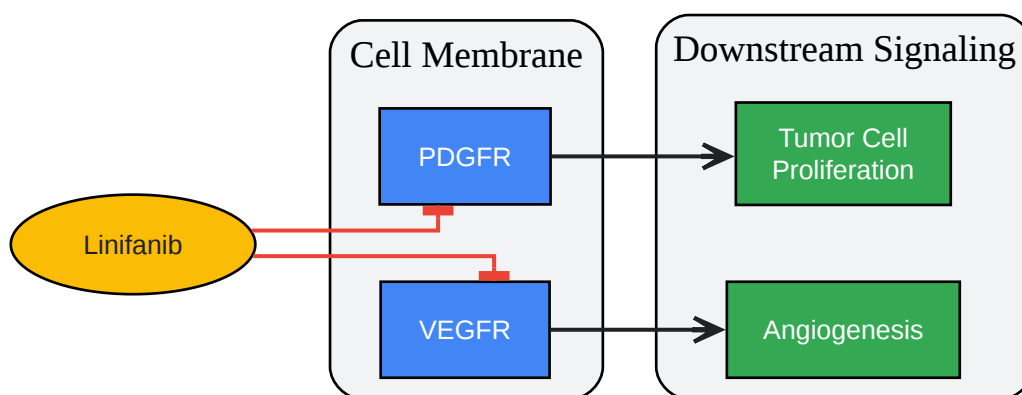 Cell Membrane
Downstream Signaling
PDGFR
Tumor Cell
Proliferation
Linifanib
VEGFR
Angiogenesis